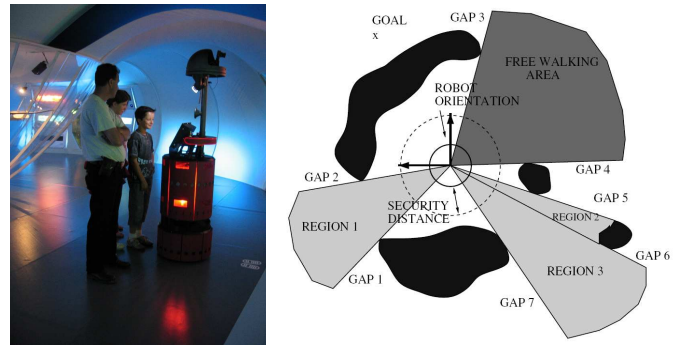 GOAL
x
GAP 3
FREE WALKING
AREA
ROBOT
ORIENTATION
GAP 2
GAP 4
SECURITY
DISTANCE
GAP 5
REGION 2
REGION 1
GAP 6
GAP 1
REGION 3
GAP 7